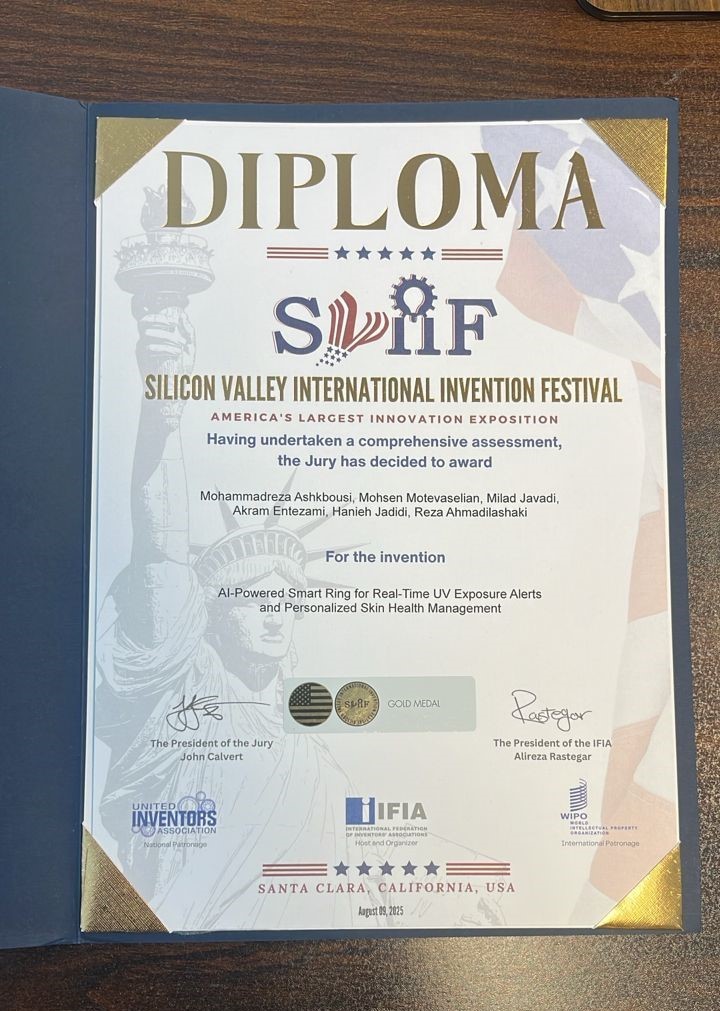 DIPLOMA
SIIF
SILICON VALLEY INTERNATIONAL INVENTION FESTIVAL
AMERICA'S LARGEST INNOVATION EXPOSITION
Having undertaken a comprehensive assessment,
the Jury has decided to award
Mohammadreza Ashkbousi, Mohsen Motevaselian, Milad Javadi,
Akram Entezami, Hanieh Jadidi, Reza Ahmadilashaki
For the invention
AI-Powered Smart Ring for Real-Time UV Exposure Alerts
and Personalized Skin Health Management
GOLD MEDAL
Rastegar
The President of the Jury
John Calvert
The President of the IFIA
Alireza Rastegar
UNITED
INVENTORS
ASSOCIATION
National Patronage
IFIA
INTERNATIONAL FEDERATION
OF INVENTORS' ASSOCIATIONS
Host and Organizer
WIPO
WORLD
INTELLECTUAL PROPERTY
ORGANIZATION
International Patronage
SANTA CLARA, CALIFORNIA, USA
August 09, 2025